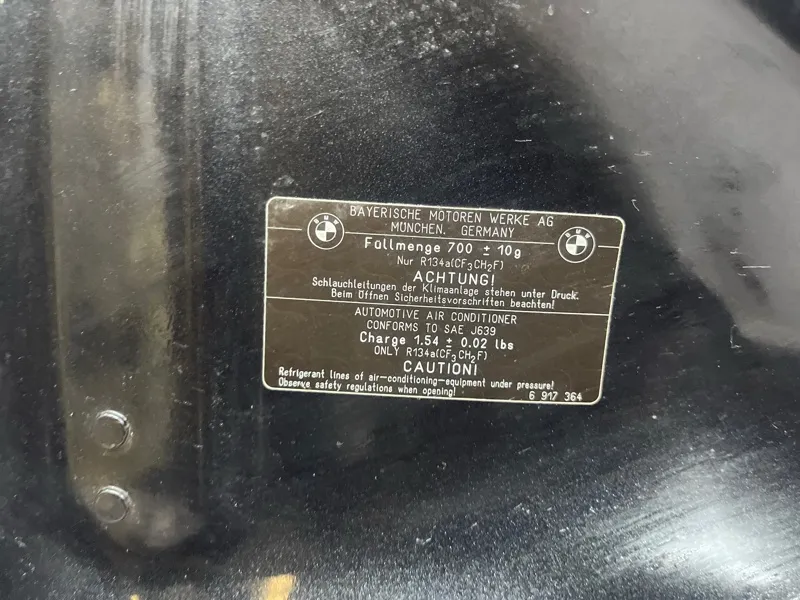 BAYERISCHE MOTOREN WERKE AG
MÜNCHEN, GERMANY
BMW BMW
Füllmenge 700 ± 10g
Nur R134a(CF₃CH₂F)
ACHTUNG!
Schlauchleitungen der Klimaanlage stehen unter Druck.
Beim Öffnen Sicherheitsvorschriften beachten!
AUTOMOTIVE AIR CONDITIONER
CONFORMS TO SAE J639
Charge 1.54 ± 0.02 lbs
ONLY R134a(CF₃CH₂F)
CAUTION!
Refrigerant lines of air-conditioning-equipment under pressure!
Observe safety regulations when opening!
6 917 364